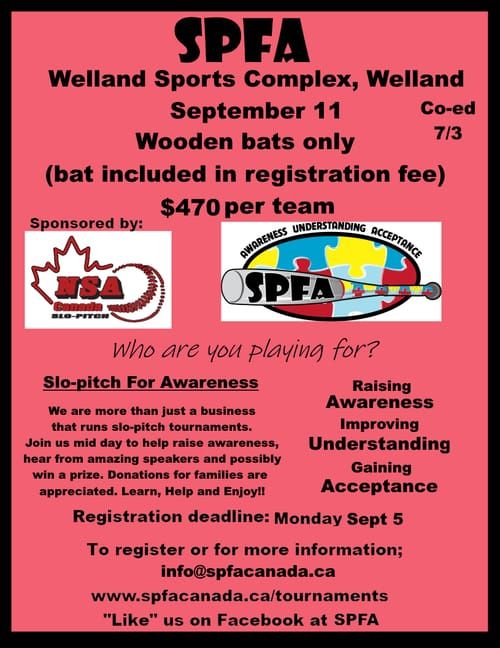 SPFA
Welland Sports Complex, Welland
September 11
Co-ed
7/3
Wooden bats only
(bat included in registration fee)
$470 per team
Sponsored by:
NSA
Canada
SLO-PITCH
AWARENESS UNDERSTANDING ACCEPTANCE
SPFA
Who are you playing for?
Slo-pitch For Awareness
We are more than just a business
that runs slo-pitch tournaments.
Join us mid day to help raise awareness,
hear from amazing speakers and possibly
win a prize. Donations for families are
appreciated. Learn, Help and Enjoy!!
Raising
Awareness
Improving
Understanding
Gaining
Acceptance
Registration deadline: Monday Sept 5
To register or for more information;
info@spfacanada.ca
www.spfacanada.ca/tournaments
"Like" us on Facebook at SPFA